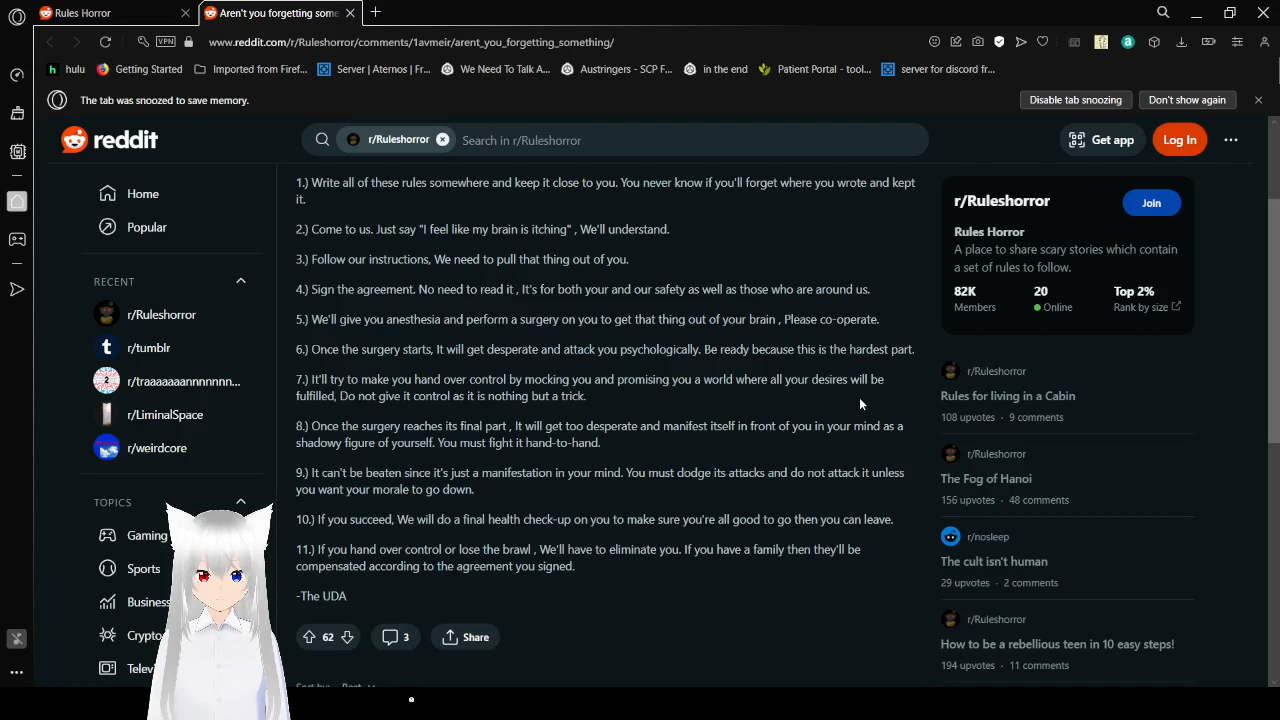 Rules Horror
Aren't you forgetting some
VPN
www.reddit.com/r/Ruleshorror/comments/1avmeir/arent_you_forgetting_something/
hulu
Getting Started
Imported from Firef...
Server | Aternos | Fr...
We Need To Talk A...
Austringers - SCP F...
in the end
Patient Portal - tool...
server for discord fr...
The tab was snoozed to save memory.
Disable tab snoozing
Don't show again
reddit
r/Ruleshorror
Search in r/Ruleshorror
Get app
Log In
Home
Popular
RECENT
r/Ruleshorror
r/tumblr
r/traaaaaaannnnnnn...
r/LiminalSpace
r/weirdcore
TOPICS
Gaming
Sports
Business
Crypto
Televi
1.) Write all of these rules somewhere and keep it close to you. You never know if you'll forget where you wrote and kept
it.
2.) Come to us. Just say "I feel like my brain is itching" , We'll understand.
3.) Follow our instructions, We need to pull that thing out of you.
4.) Sign the agreement. No need to read it , It's for both your and our safety as well as those who are around us.
5.) We'll give you anesthesia and perform a surgery on you to get that thing out of your brain , Please co-operate.
6.) Once the surgery starts, It will get desperate and attack you psychologically. Be ready because this is the hardest part.
7.) It'll try to make you hand over control by mocking you and promising you a world where all your desires will be
fulfilled, Do not give it control as it is nothing but a trick.
8.) Once the surgery reaches its final part , It will get too desperate and manifest itself in front of you in your mind as a
shadowy figure of yourself. You must fight it hand-to-hand.
9.) It can't be beaten since it's just a manifestation in your mind. You must dodge its attacks and do not attack it unless
you want your morale to go down.
10.) If you succeed, We will do a final health check-up on you to make sure you're all good to go then you can leave.
11.) If you hand over control or lose the brawl , We'll have to eliminate you. If you have a family then they'll be
compensated according to the agreement you signed.
-The UDA
62
3
Share
Sort by: Best
r/Ruleshorror
Join
Rules Horror
A place to share scary stories which contain
a set of rules to follow.
82K
20
Top 2%
Members
Online
Rank by size
r/Ruleshorror
Rules for living in a Cabin
108 upvotes · 9 comments
r/Ruleshorror
The Fog of Hanoi
156 upvotes · 48 comments
r/nosleep
The cult isn't human
29 upvotes · 2 comments
r/Ruleshorror
How to be a rebellious teen in 10 easy steps!
194 upvotes · 11 comments